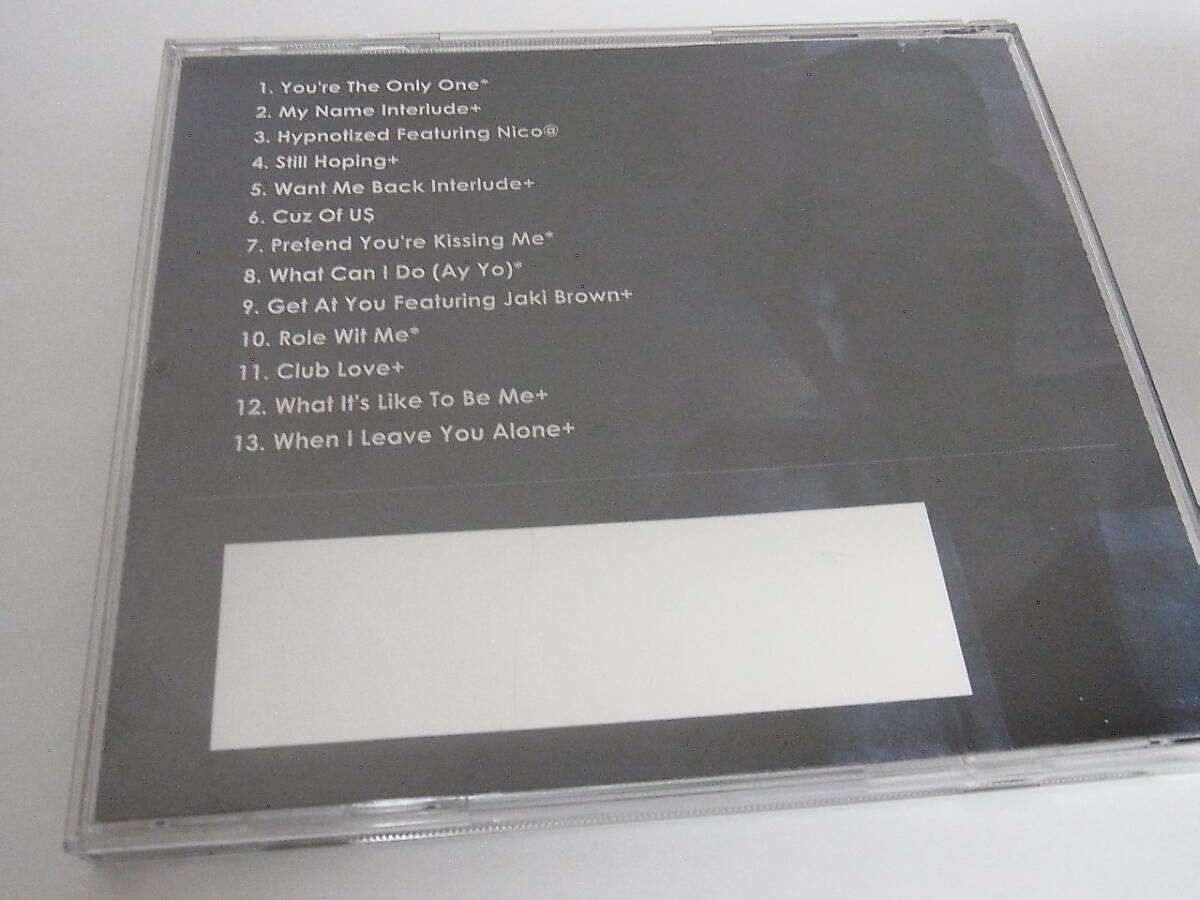 1. You're The Only One*
2. My Name Interlude+
3. Hypnotized Featuring Nico@
4. Still Hoping+
5. Want Me Back Interlude+
6. Cuz Of U$
7. Pretend You're Kissing Me*
8. What Can I Do (Ay Yo)*
9. Get At You Featuring Jaki Brown+
10. Role Wit Me*
11. Club Love+
12. What It's Like To Be Me+
13. When I Leave You Alone+